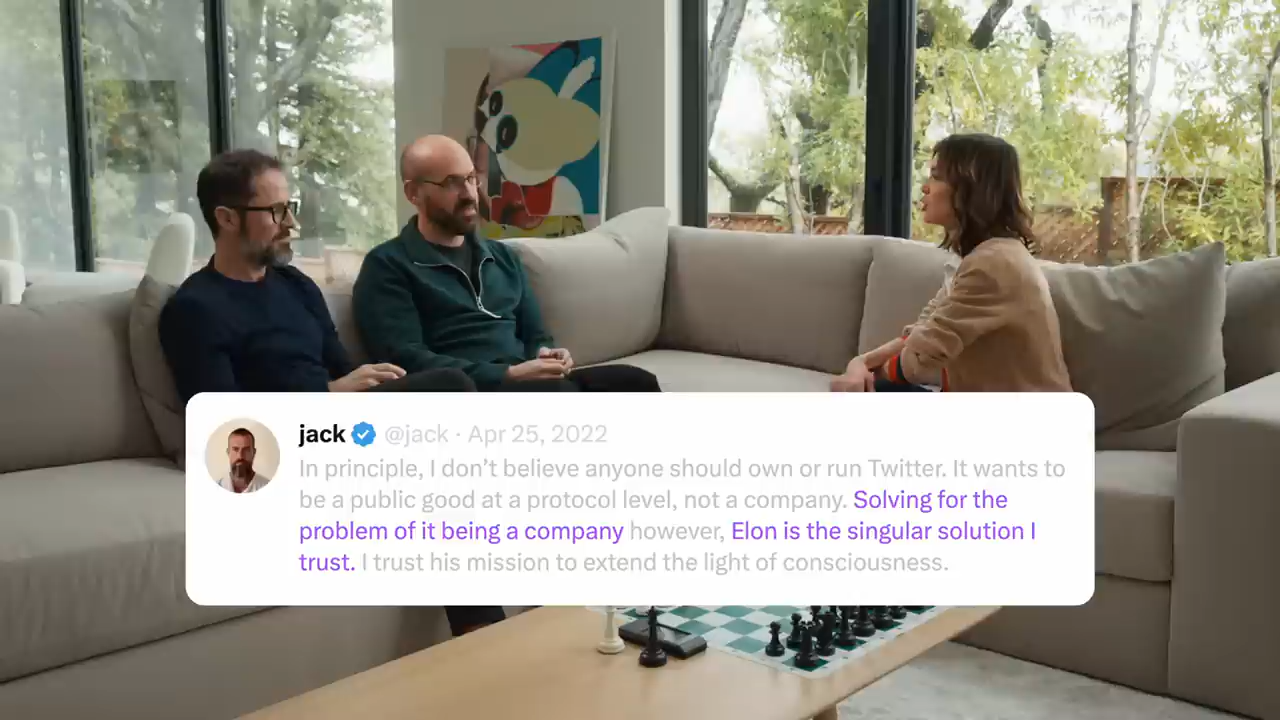 jack @jack · Apr 25, 2022
In principle, I don’t believe anyone should own or run Twitter. It wants to
be a public good at a protocol level, not a company. Solving for the
problem of it being a company however, Elon is the singular solution I
trust. I trust his mission to extend the light of consciousness.